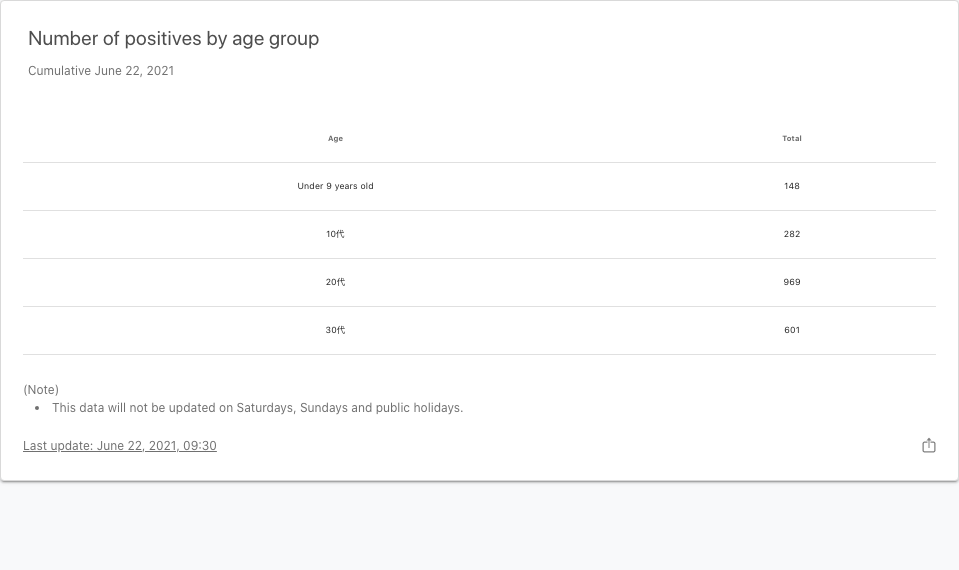 Number of positives by age group
Cumulative June 22, 2021
Age Total
Under 9 years old 148
10代 282
20代 969
30代 601
(Note)
• This data will not be updated on Saturdays, Sundays and public holidays.
Last update: June 22, 2021, 09:30